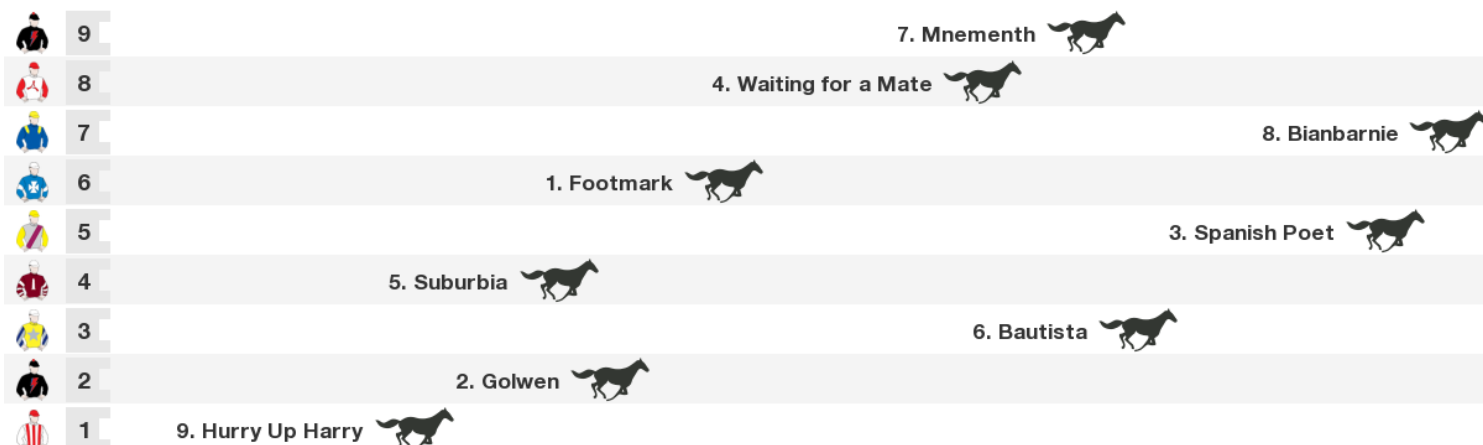 9 7. Mnementh
8 4. Waiting for a Mate
7 8. Bianbarnie
6 1. Footmark
5 3. Spanish Poet
4 5. Suburbia
3 6. Bautista
2 2. Golwen
1 9. Hurry Up Harry